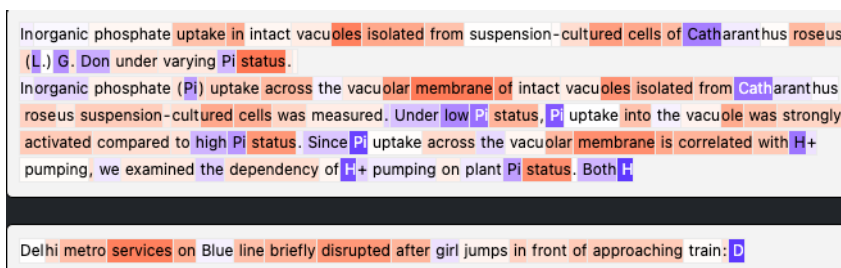 Inorganic phosphate uptake in intact vacuoles isolated from suspension-cultured cells of Catharanthus roseus
(L.) G. Don under varying Pi status.
Inorganic phosphate (Pi) uptake across the vacuolar membrane of intact vacuoles isolated from Catharanthus
roseus suspension-cultured cells was measured. Under low Pi status, Pi uptake into the vacuole was strongly
activated compared to high Pi status. Since Pi uptake across the vacuolar membrane is correlated with H+
pumping, we examined the dependency of H+ pumping on plant Pi status. Both H
Delhi metro services on Blue line briefly disrupted after girl jumps in front of approaching train: D